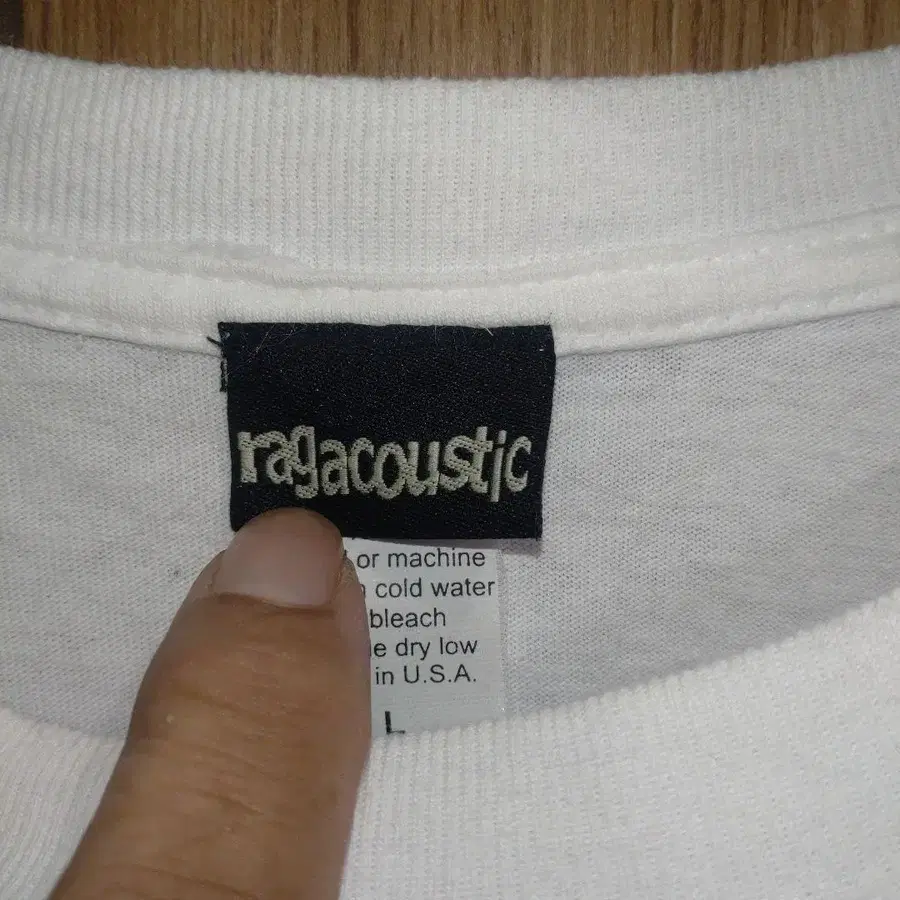 ragacoustic
or machine
cold water
bleach
dry low
in U.S.A.
L